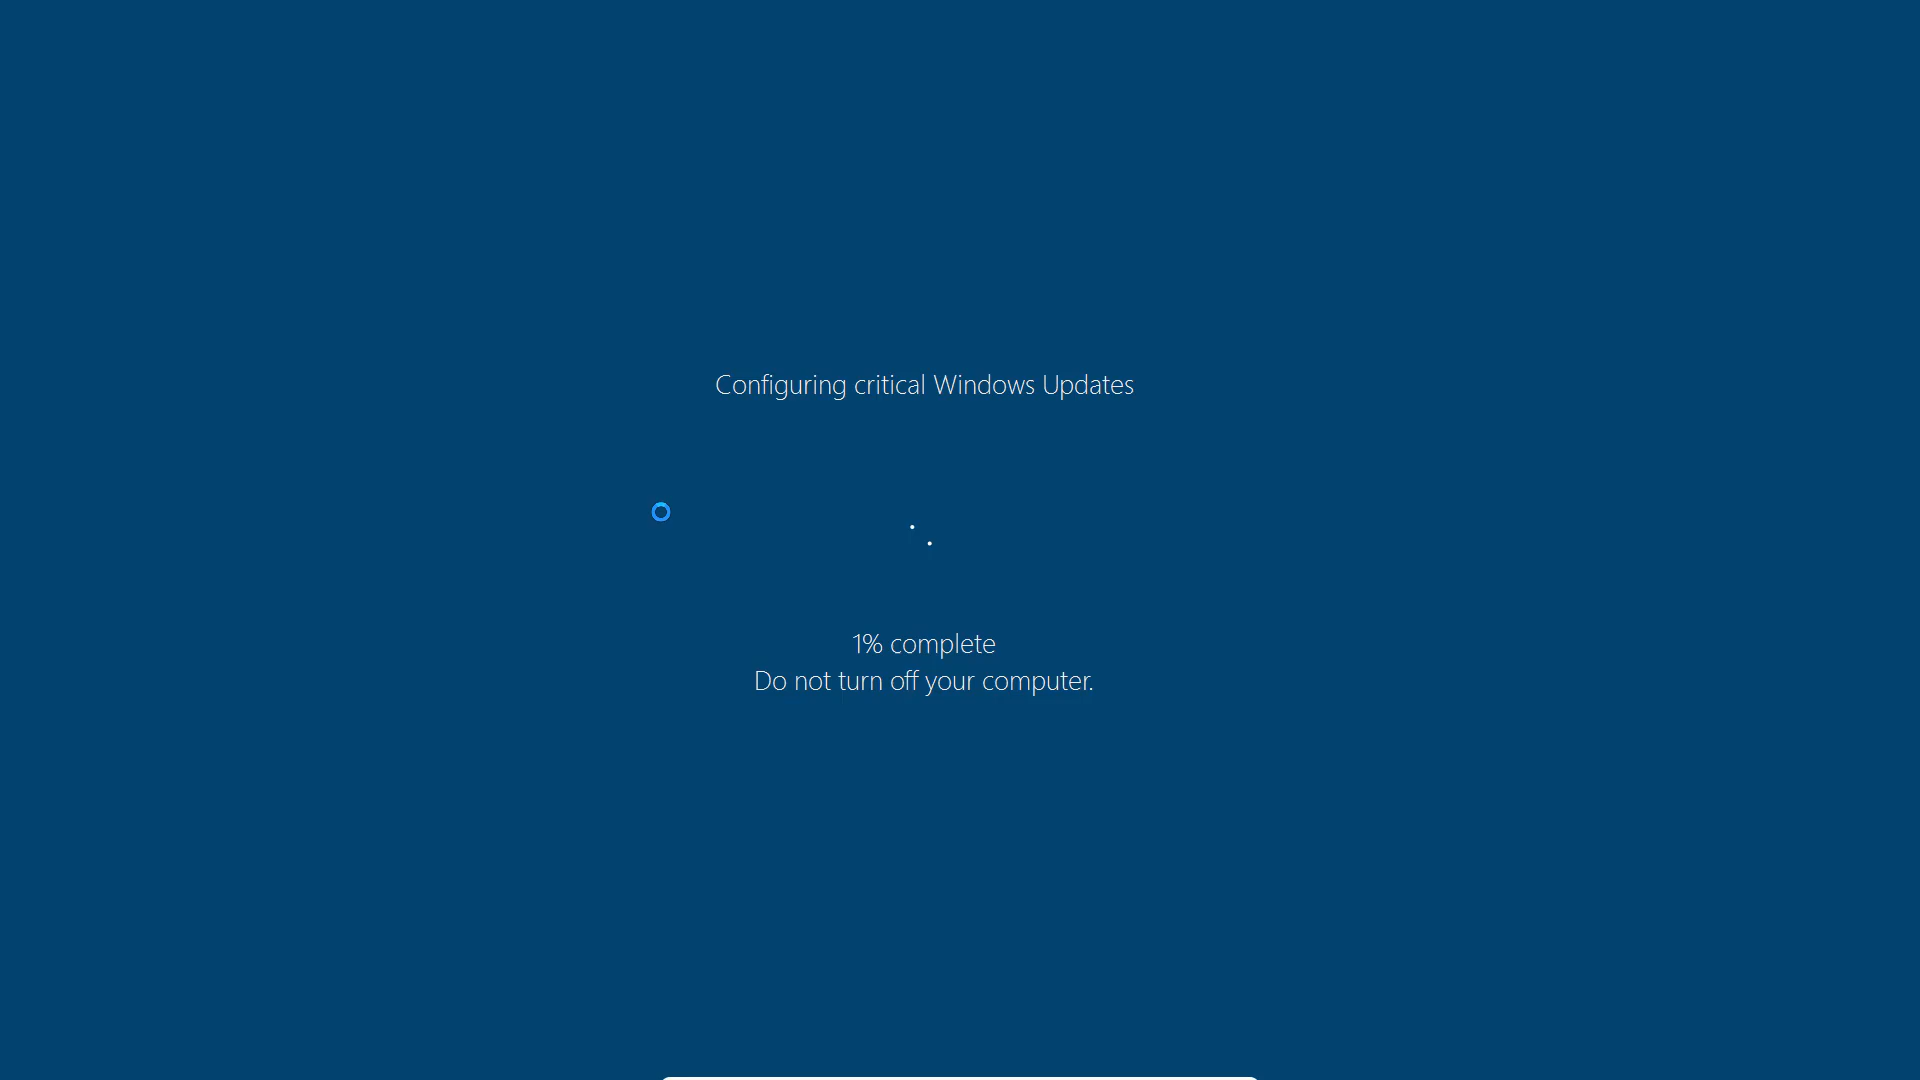 Configuring critical Windows Updates
1% complete
Do not turn off your computer.